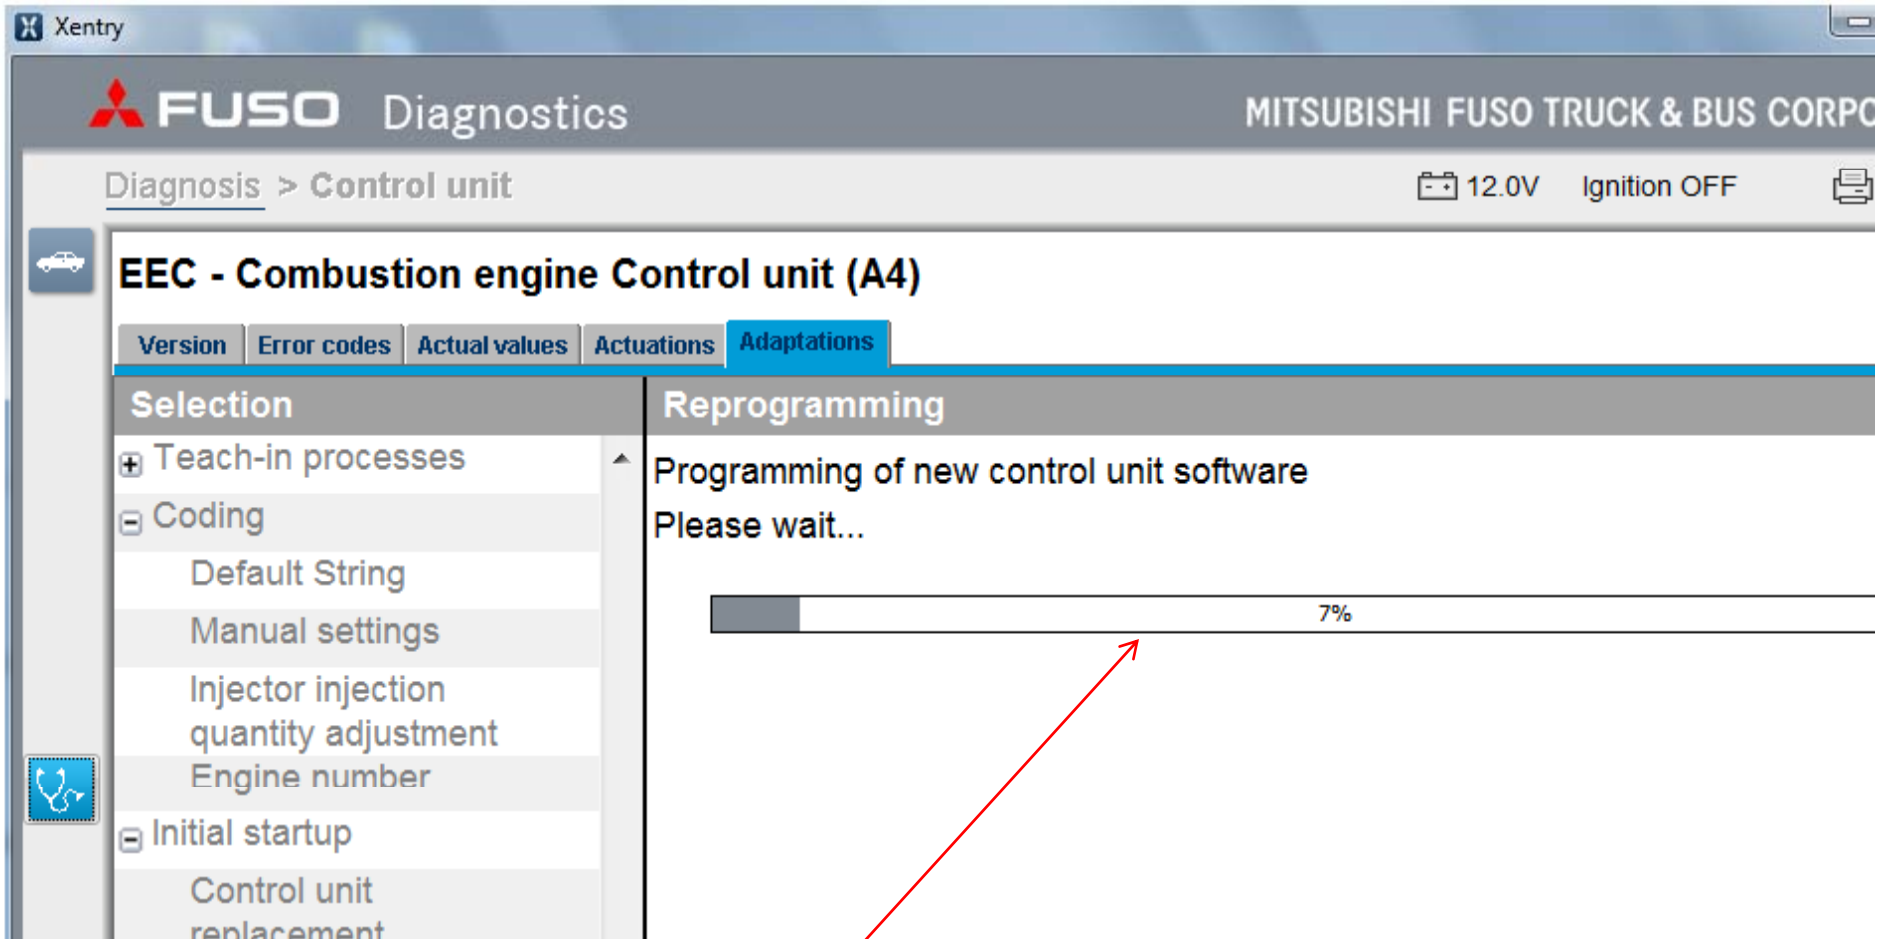 Xentry
FUSO Diagnostics
MITSUBISHI FUSO TRUCK & BUS
Diagnosis > Control unit
12.0V Ignition OFF
EEC - Combustion engine Control unit (A4)
Version Error codes Actual values Actuations Adaptations
Selection
Reprogramming
Teach-in processes
Coding
Default String
Manual settings
Injector injection
quantity adjustment
Engine number
Initial startup
Control unit
replacement
Programming of new control unit software
Please wait...
7%